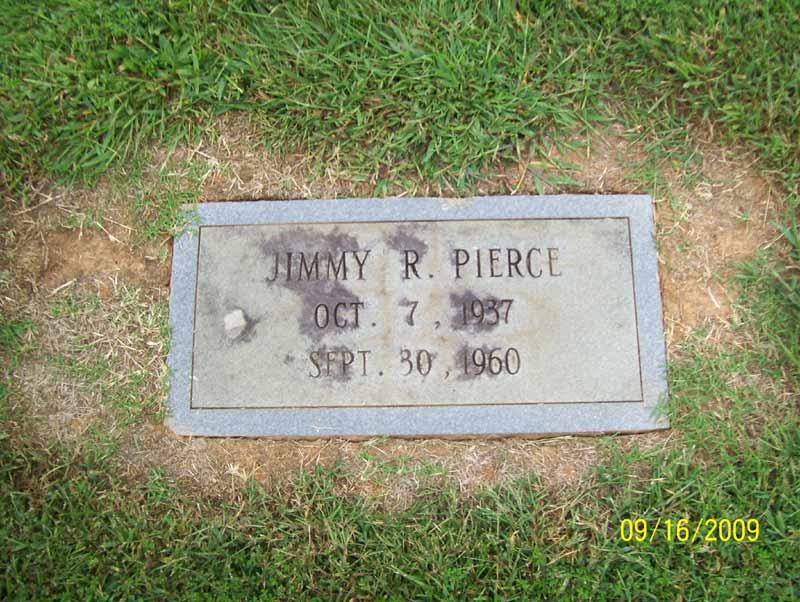 JIMMY R. PIERCE
OCT. 7, 1937
SEPT. 30, 1960
09/16/2009